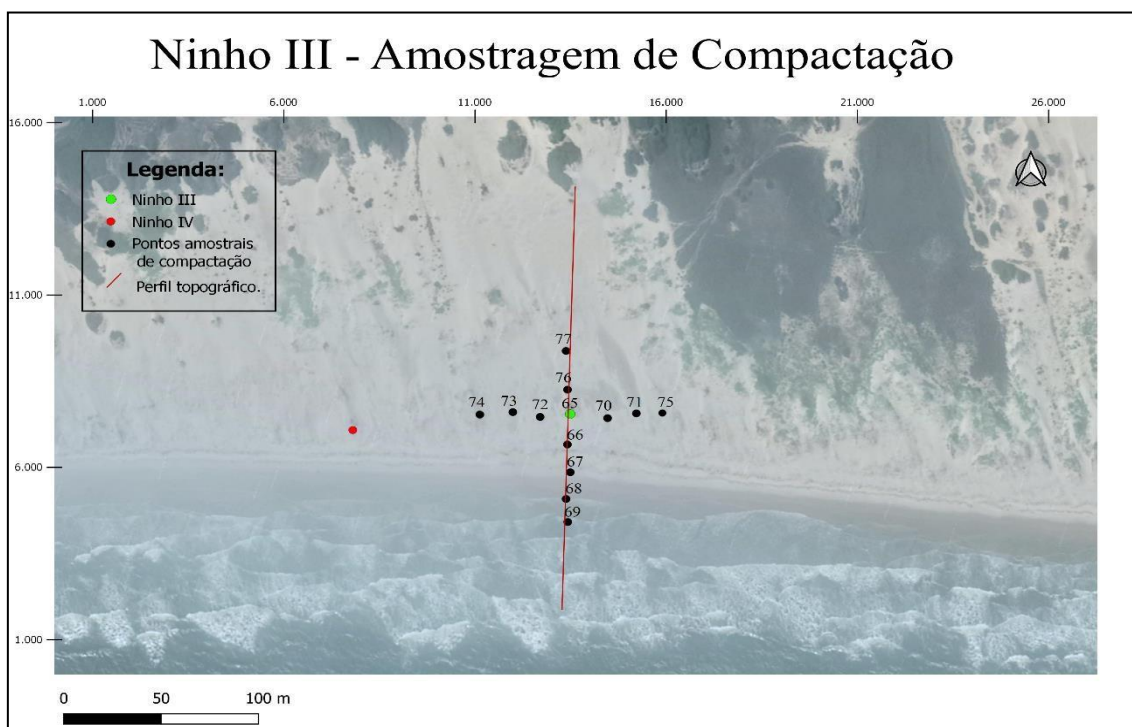 Ninho III - Amostragem de Compactação
1.000 6.000 11.000 16.000 21.000 26.000
16.000
Legenda:
Ninho III
Ninho IV
Pontos amostrais
de compactação
Perfil topográfico.
11.000
77
76
74 73 72 65 70 71 75
66
6.000
67
68
69
1.000
0 50 100 m